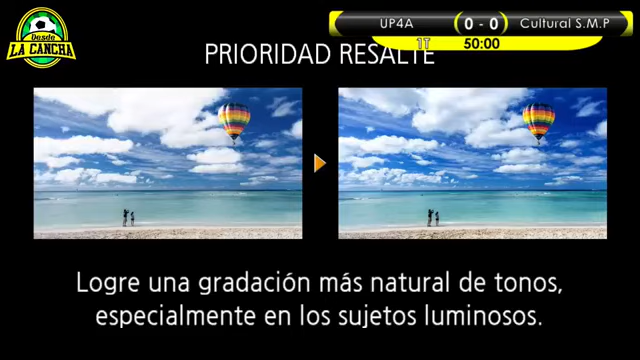 Desde
LA CANCHA
UP4A
0 - 0
Cultural S.M.P
1T
50:00
PRIORIDAD RESALTE
Logre una gradación más natural de tonos,
especialmente en los sujetos luminosos.